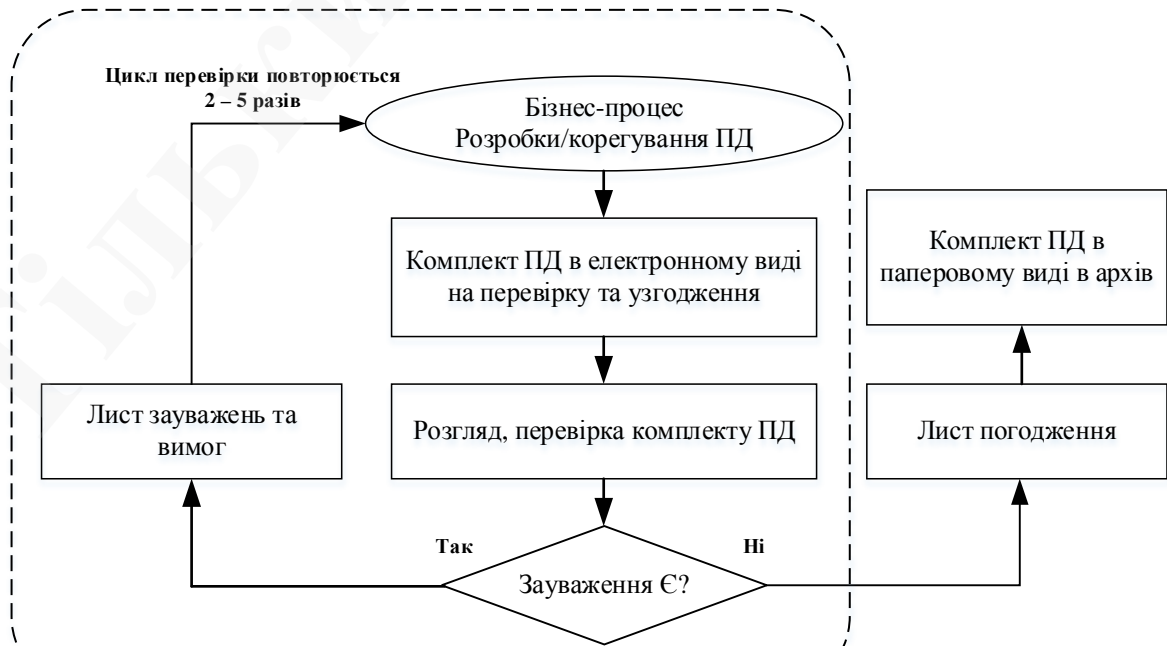 Цикл перевірки повторюється
2 – 5 разів
Бізнес-процес
Розробки/корегування ПД
Комплект ПД в електронному виді
на перевірку та узгодження
Комплект ПД в
паперовому виді в архів
Лист зауважень та
вимог
Розгляд, перевірка комплекту ПД
Лист погодження
Так
Ні
Зауваження Є?